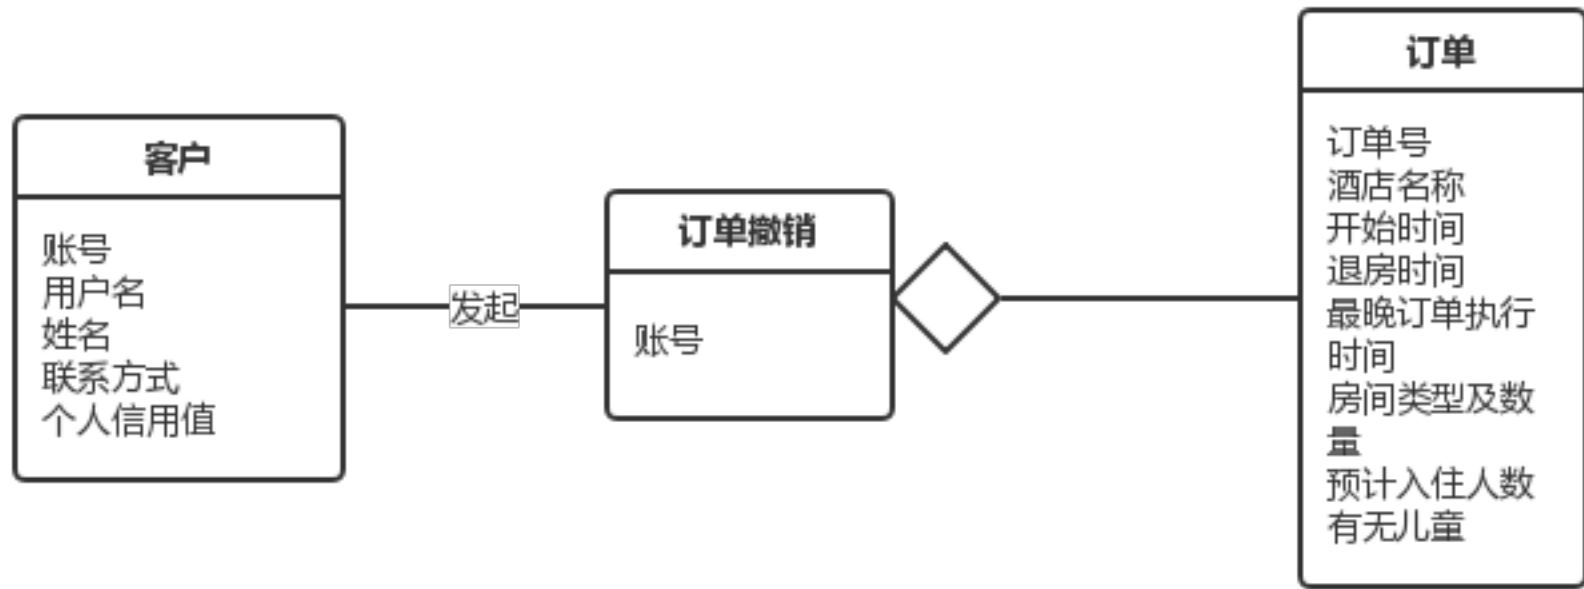 客户
账号
用户名
姓名
联系方式
个人信用值
发起
订单撤销
账号
订单
订单号
酒店名称
开始时间
退房时间
最晚订单执行
时间
房间类型及数
量
预计入住人数
有无儿童